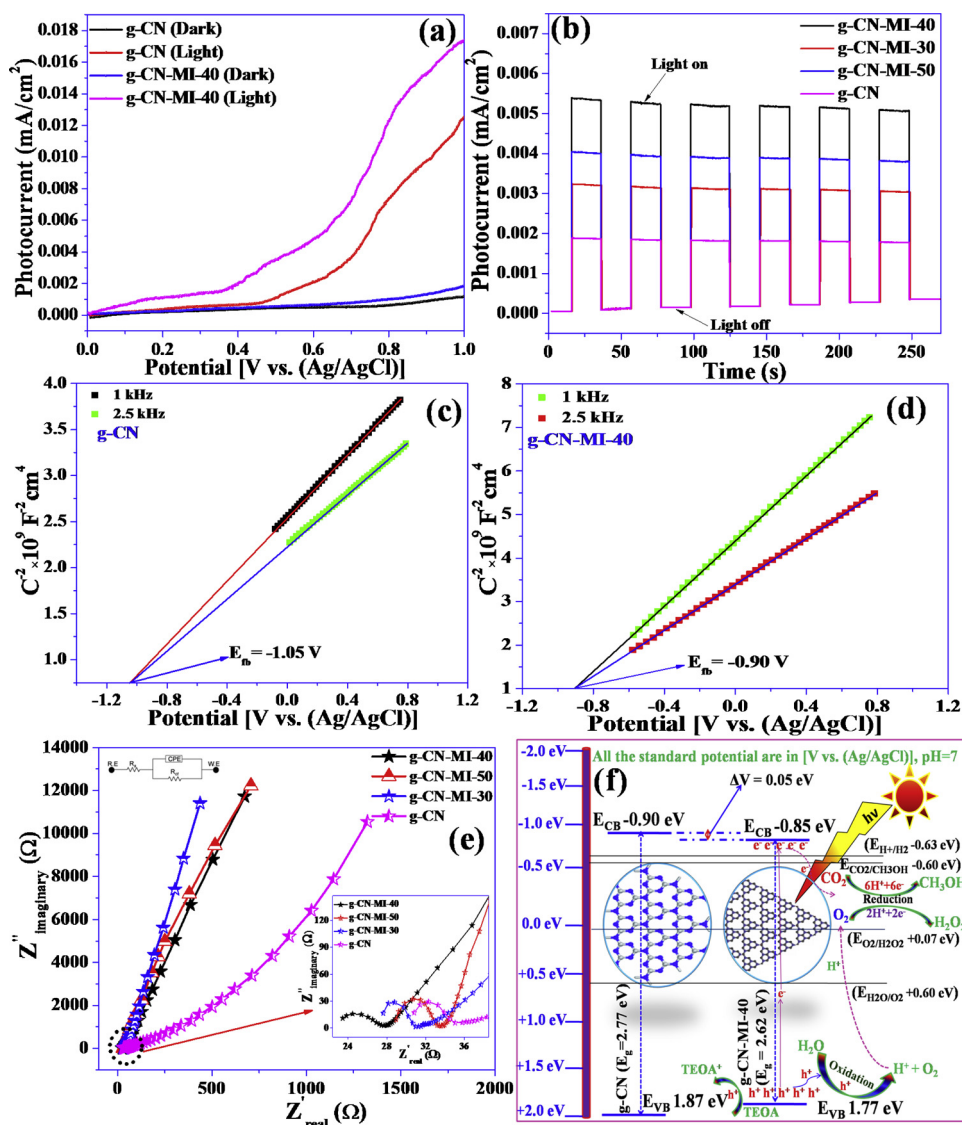 (a)
g-CN (Dark)
g-CN (Light)
g-CN-MI-40 (Dark)
g-CN-MI-40 (Light)
Photocurrent (mA/cm²)
0.018
0.016
0.014
0.012
0.010
0.008
0.006
0.004
0.002
0.000
0.0 0.2 0.4 0.6 0.8 1.0
Potential [V vs. (Ag/AgCl)]
(b)
g-CN-MI-40
g-CN-MI-30
g-CN-MI-50
g-CN
Light on
Light off
Photocurrent (mA/cm²)
0.007
0.006
0.005
0.004
0.003
0.002
0.001
0.000
0 50 100 150 200 250
Time (s)
(c)
1 kHz
2.5 kHz
g-CN
C⁻²×10⁹ F⁻²cm⁴
4.0
3.5
3.0
2.5
2.0
1.5
1.0
E_fb = -1.05 V
-1.2 -0.8 -0.4 0.0 0.4 0.8 1.2
Potential [V vs. (Ag/AgCl)]
(d)
1 kHz
2.5 kHz
g-CN-MI-40
C⁻²×10⁹ F⁻²cm⁴
8
7
6
5
4
3
2
1
E_fb = -0.90 V
-1.2 -0.8 -0.4 0.0 0.4 0.8 1.2
Potential [V vs. (Ag/AgCl)]
(e)
R.E
R_s
CPE
R_ct
W.E
g-CN-MI-40
g-CN-MI-50
g-CN-MI-30
g-CN
Z"imaginary (Ω)
14000
12000
10000
8000
6000
4000
2000
0
0 500 1000 1500 2000
Z'real (Ω)
g-CN-MI-40
g-CN-MI-50
g-CN-MI-30
g-CN
Z"imaginary (Ω)
150
120
90
60
30
0
24 28 32 36
Z'real (Ω)
(f)
All the standard potential are in [V vs. (Ag/AgCl)], pH=7
-2.0 eV
-1.5 eV
-1.0 eV
-0.5 eV
0.0 eV
+0.5 eV
+1.0 eV
+1.5 eV
+2.0 eV
ΔV = 0.05 eV
E_CB -0.90 eV
E_CB -0.85 eV
hν
e⁻ e⁻ e⁻ e⁻ e⁻
e⁻
(E_H+/H2 -0.63 eV)
E_CO2/CH3OH -0.60 eV)
CO₂
6H⁺+6e⁻
CH₃OH
Reduction
O₂
2H⁺+2e⁻
H₂O₂
(E_O2/H2O2 +0.07 eV)
H⁺
(E_H2O/O2 +0.60 eV)
g-CN (E_g=2.77 eV)
g-CN-MI-40
(E_g = 2.62 eV)
e⁻
H₂O
Oxidation
h⁺
H⁺ + O₂
TEOA⁺
h⁺
TEOA
h⁺ h⁺ h⁺ h⁺ h⁺ h⁺
h⁺
E_VB 1.87 eV
E_VB 1.77 eV